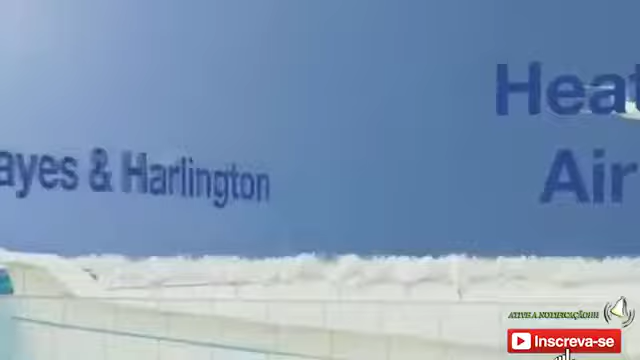 Heat
Air
ayes & Harlington
ATIVE A NOTIFICAÇÃO!!!!
Inscreva-se